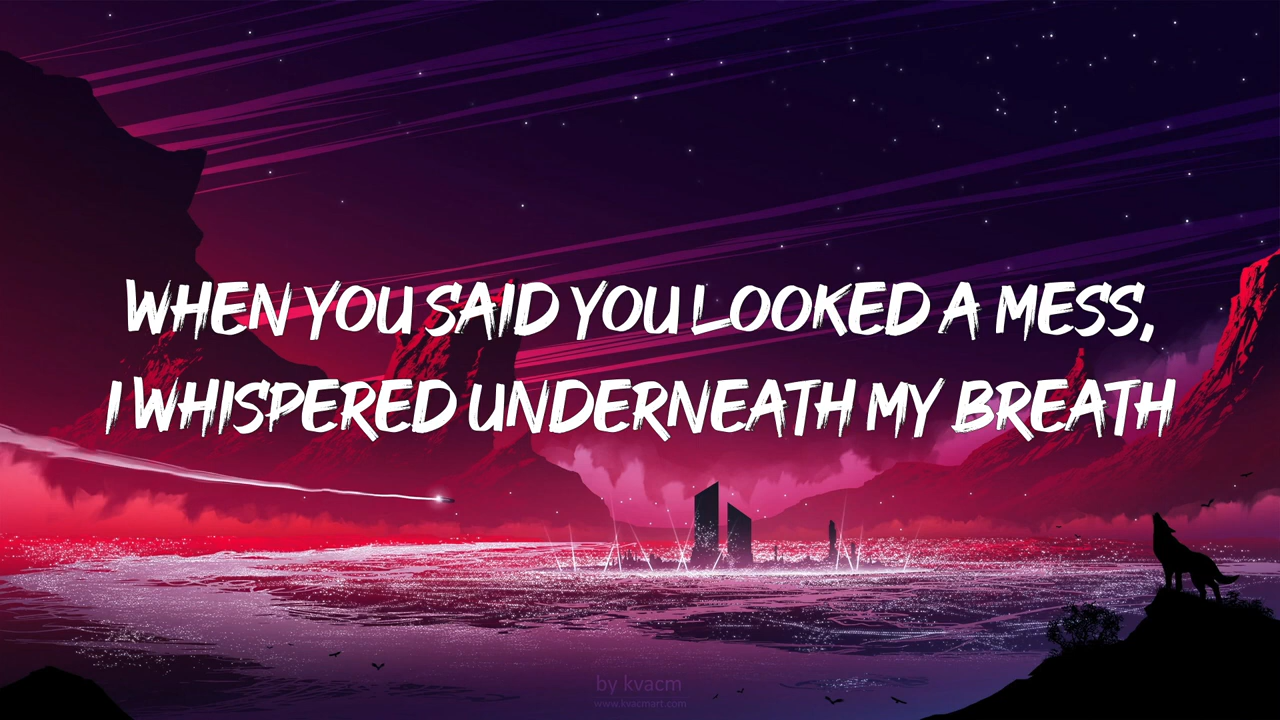 WHEN YOU SAID YOU LOOKED A MESS,
I WHISPERED UNDERNEATH MY BREATH
by kvacm
www.kvacmart.com